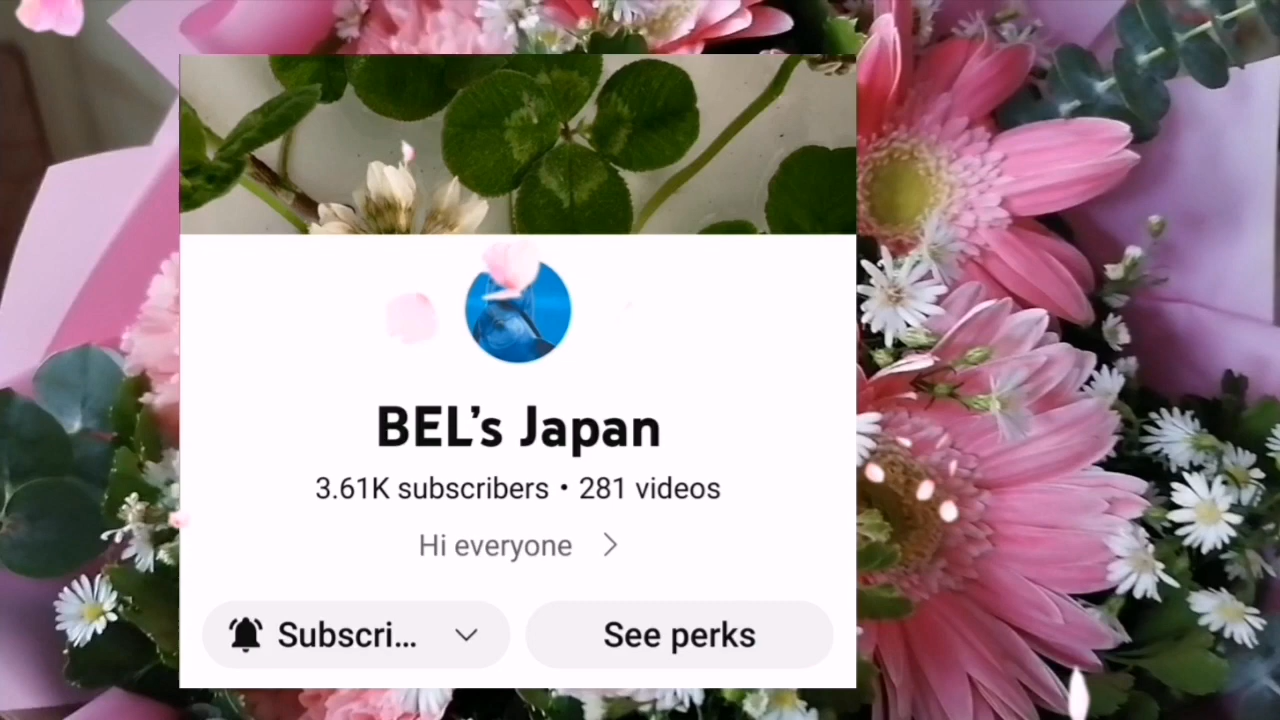 BEL's Japan
3.61K subscribers • 281 videos
Hi everyone
Subscri...
See perks